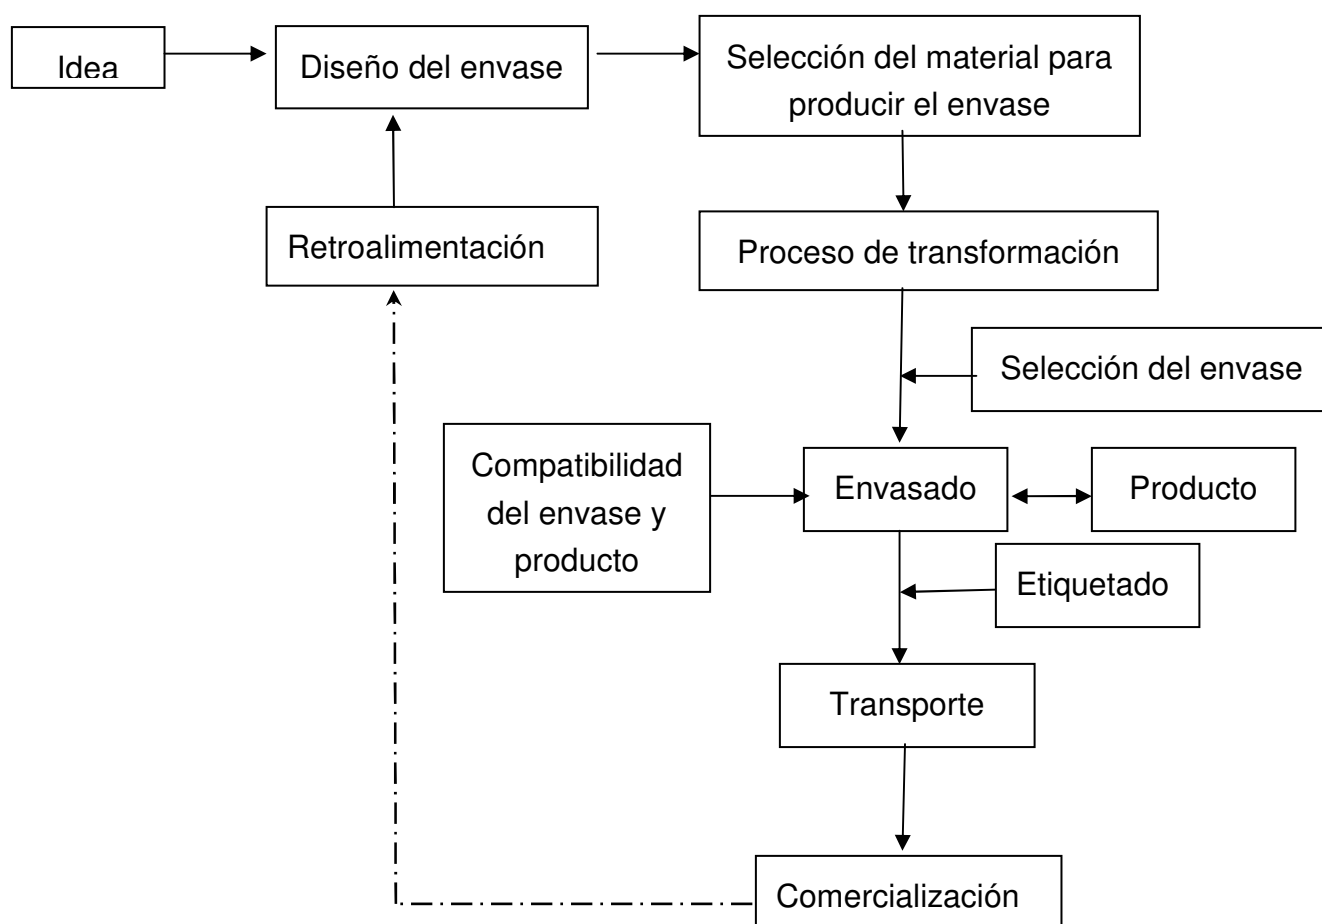 Idea
Diseño del envase
Selección del material para
producir el envase
Retroalimentación
Proceso de transformación
Selección del envase
Compatibilidad
del envase y
producto
Envasado
Producto
Etiquetado
Transporte
Comercialización